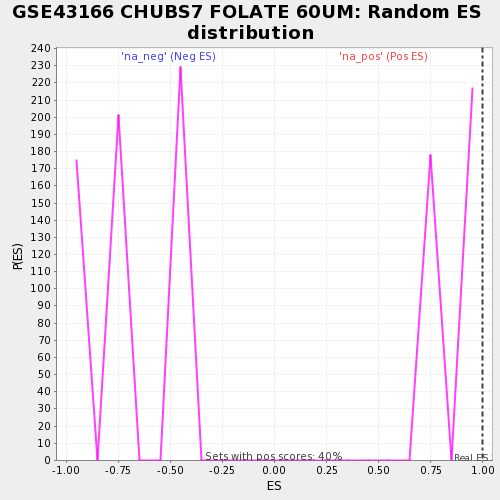 GSE43166 CHUBS7 FOLATE 60UM: Random ES
distribution
'na_neg' (Neg ES)
'na_pos' (Pos ES)
240
230
220
210
200
190
180
170
160
150
140
130
120
110
100
90
80
70
60
50
40
30
20
10
0
P(ES)
Sets with pos scores: 40%
Real ES
-1.00 -0.75 -0.50 -0.25 0.00 0.25 0.50 0.75 1.00
ES